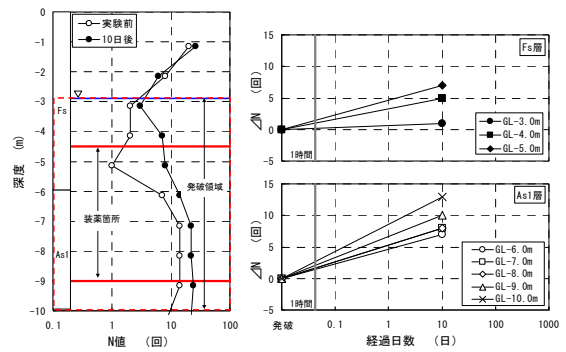 実験前
10日後
-1
-2
-3
-4
-5
-6
-7
-8
-9
-10
深度 (m)
Fs
As1
装薬箇所
発破領域
0.1
1
10
100
N値 (回)
Fs層
15
10
5
0
-5
⊿N (回)
1時間
GL-3.0m
GL-4.0m
GL-5.0m
As1層
15
10
5
0
-5
⊿N (回)
1時間
GL-6.0m
GL-7.0m
GL-8.0m
GL-9.0m
GL-10.0m
発破
0.1
1
10
100
経過日数 (日)